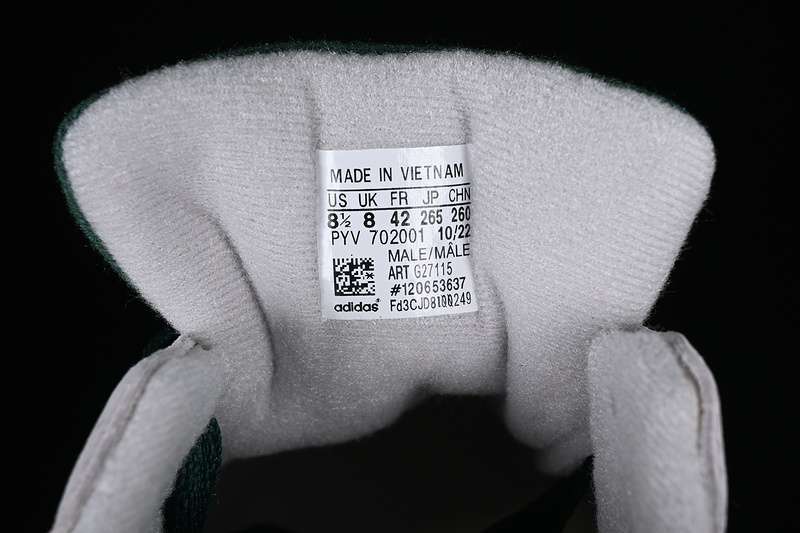 MADE IN VIETNAM
US UK FR JP CHN
8½ 8 42 265 260
PYV 702001 10/22
MALE/MÂLE
ART G27115
#120653637
adidas®